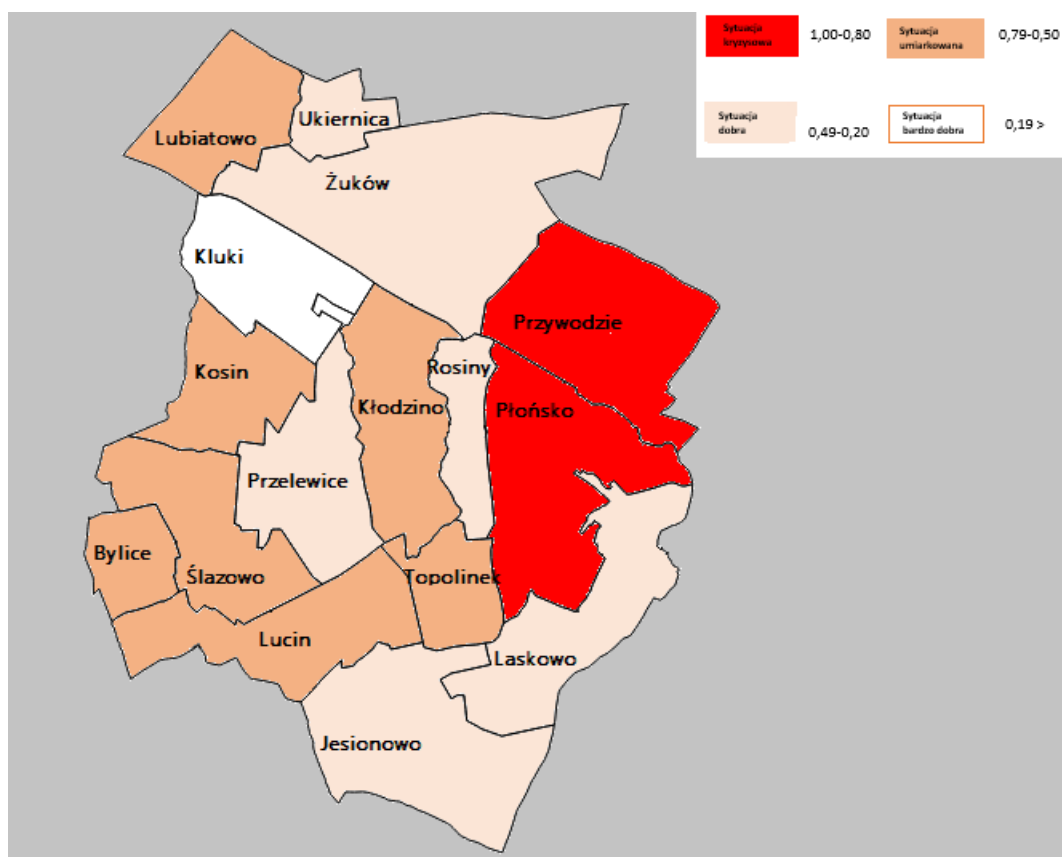 Sytuacja
kryzysowa
1,00-0,80
Sytuacja
umiarkowana
0,79-0,50
Sytuacja
dobra
0,49-0,20
Sytuacja
bardzo dobra
0,19 >
Ukiernica
Lubiatowo
Żuków
Kluki
Przywodzie
Rosiny
Kosin
Kłodzino
Płońsko
Przelewice
Bylice
Ślazowo
Topolinek
Lucin
Laskowo
Jesionowo